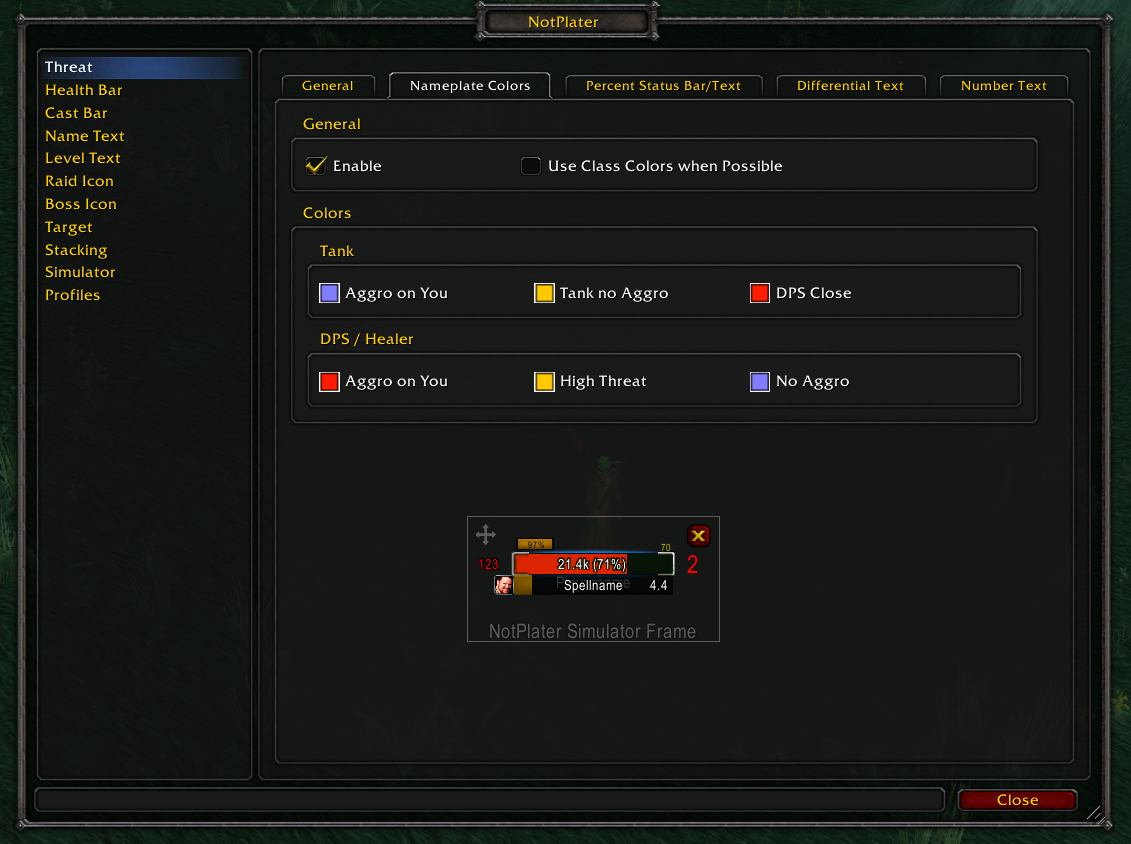 NotPlater
Threat
Health Bar
Cast Bar
Name Text
Level Text
Raid Icon
Boss Icon
Target
Stacking
Simulator
Profiles
General
Nameplate Colors
Percent Status Bar/Text
Differential Text
Number Text
General
Enable
Use Class Colors when Possible
Colors
Tank
Aggro on You
Tank no Aggro
DPS Close
DPS / Healer
Aggro on You
High Threat
No Aggro
97%
70
123
21.4k (71%)
2
Spellname
4.4
NotPlater Simulator Frame
Close